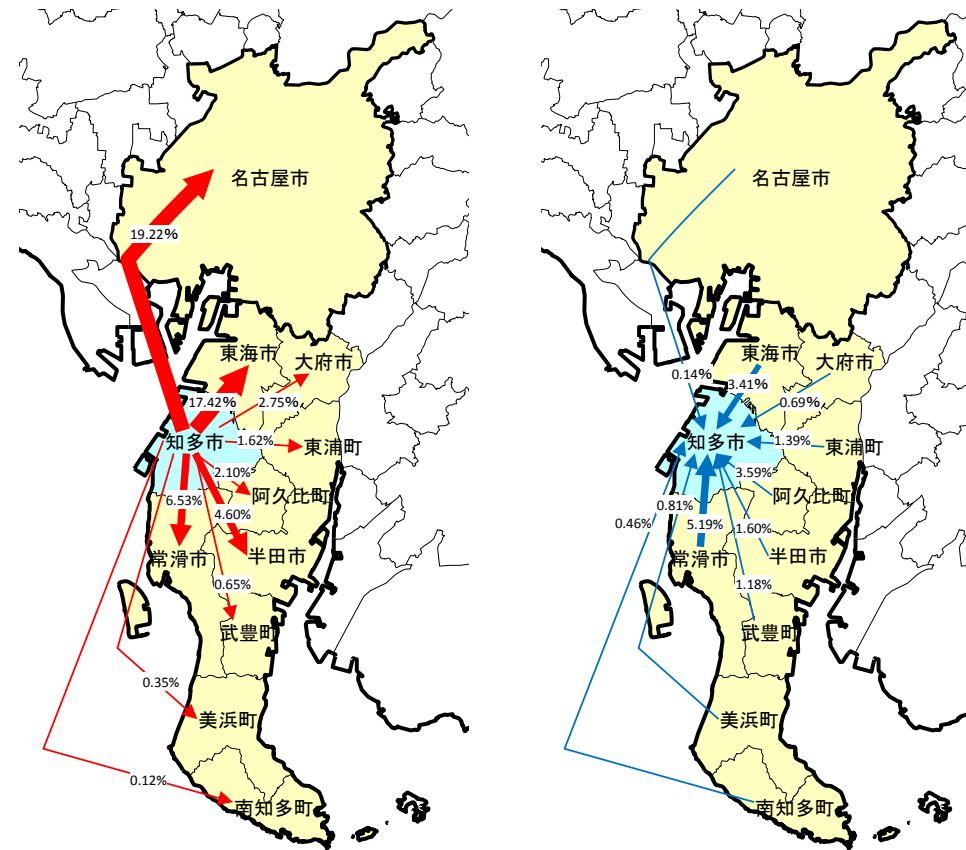 名古屋市
19.22%
東海市
大府市
17.42%
2.75%
知多市
1.62%
東浦町
2.10%
阿久比町
6.53%
4.60%
常滑市
半田市
0.65%
武豊町
0.35%
美浜町
0.12%
南知多町
名古屋市
東海市
大府市
0.14%
3.41%
0.69%
知多市
1.39%
東浦町
3.59%
阿久比町
0.81%
0.46%
5.19%
1.60%
常滑市
半田市
1.18%
武豊町
美浜町
南知多町